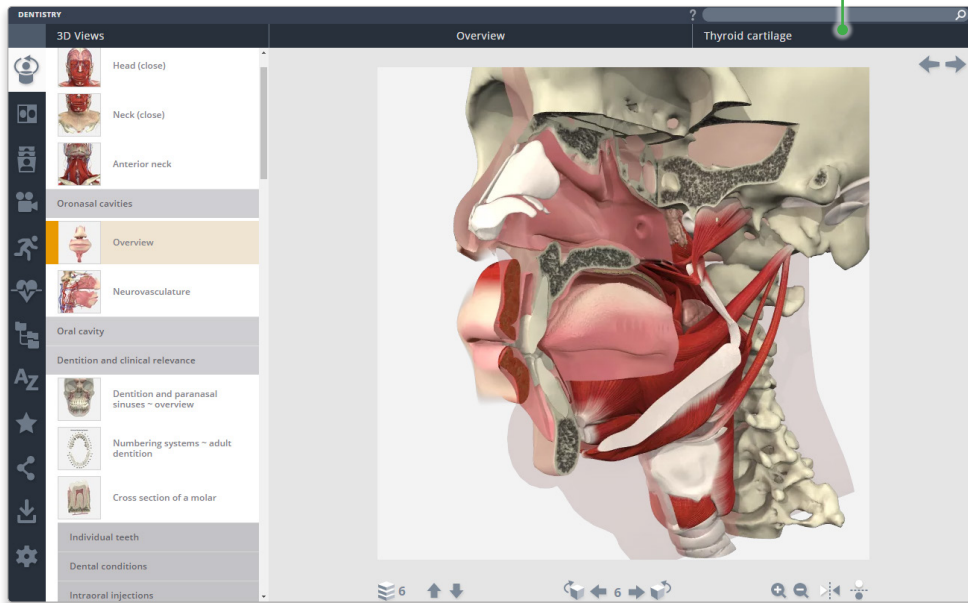 DENTISTRY
?
3D Views
Overview
Thyroid cartilage
Head (close)
Neck (close)
Anterior neck
Oronasal cavities
Overview
Neurovasculature
Oral cavity
Dentition and clinical relevance
Dentition and paranasal
sinuses ~ overview
Numbering systems ~ adult
dentition
Cross section of a molar
Individual teeth
Dental conditions
Intraoral injections
AZ
6
6